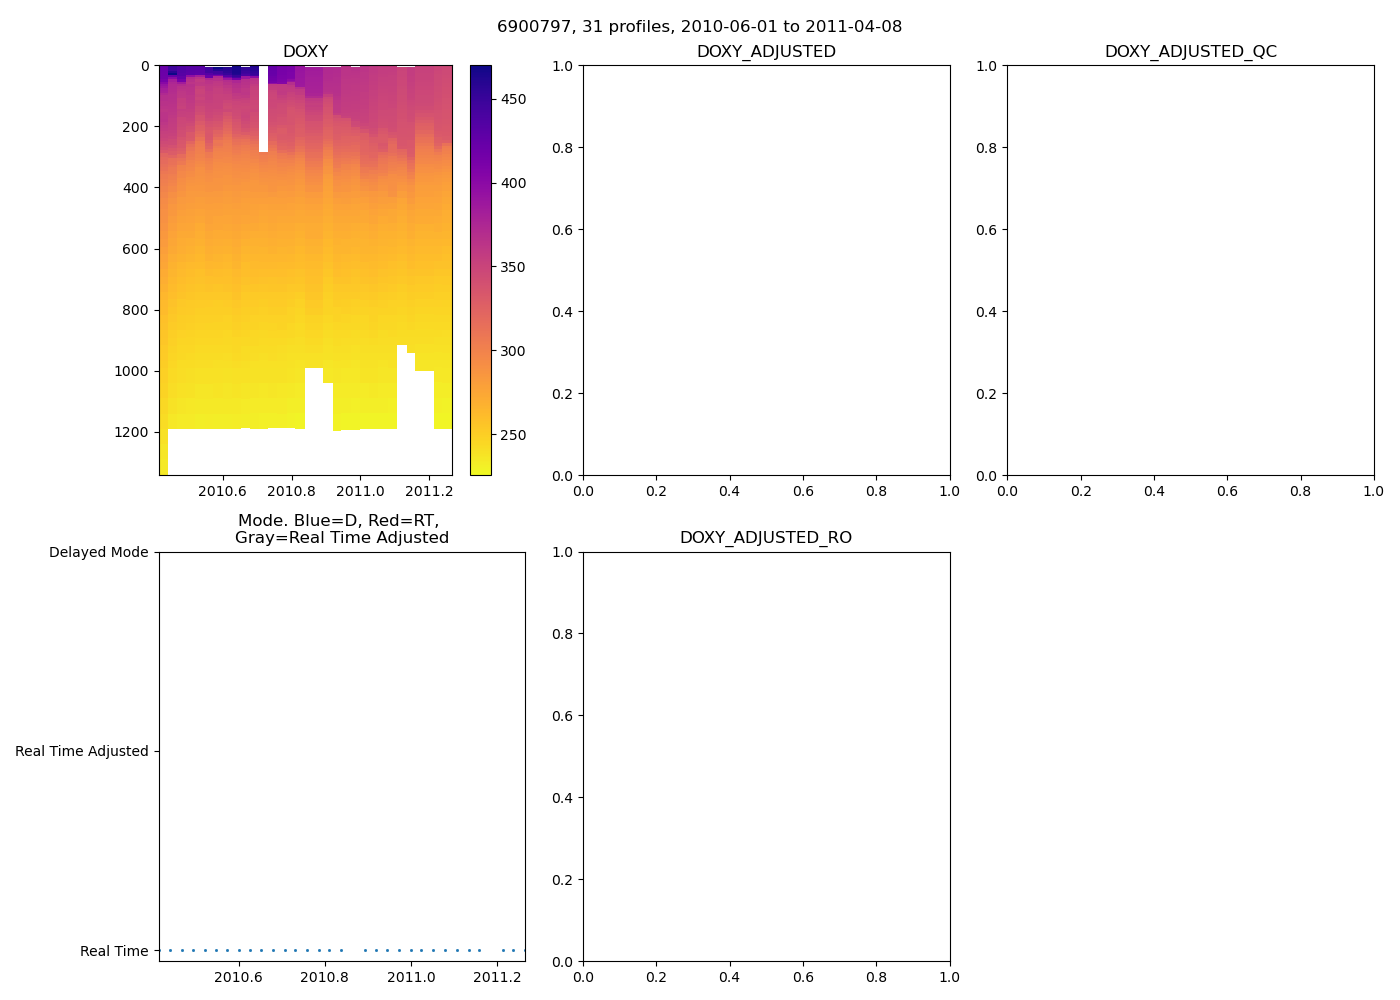 6900797, 31 profiles, 2010-06-01 to 2011-04-08
DOXY
0
200
400
600
800
1000
1200
2010.6 2010.8 2011.0 2011.2
450
400
350
300
250
DOXY_ADJUSTED
1.0
0.8
0.6
0.4
0.2
0.0
0.0 0.2 0.4 0.6 0.8 1.0
DOXY_ADJUSTED_QC
1.0
0.8
0.6
0.4
0.2
0.0
0.0 0.2 0.4 0.6 0.8 1.0
Mode. Blue=D, Red=RT,
Gray=Real Time Adjusted
Delayed Mode
Real Time Adjusted
Real Time
2010.6 2010.8 2011.0 2011.2
DOXY_ADJUSTED_RO
1.0
0.8
0.6
0.4
0.2
0.0
0.0 0.2 0.4 0.6 0.8 1.0